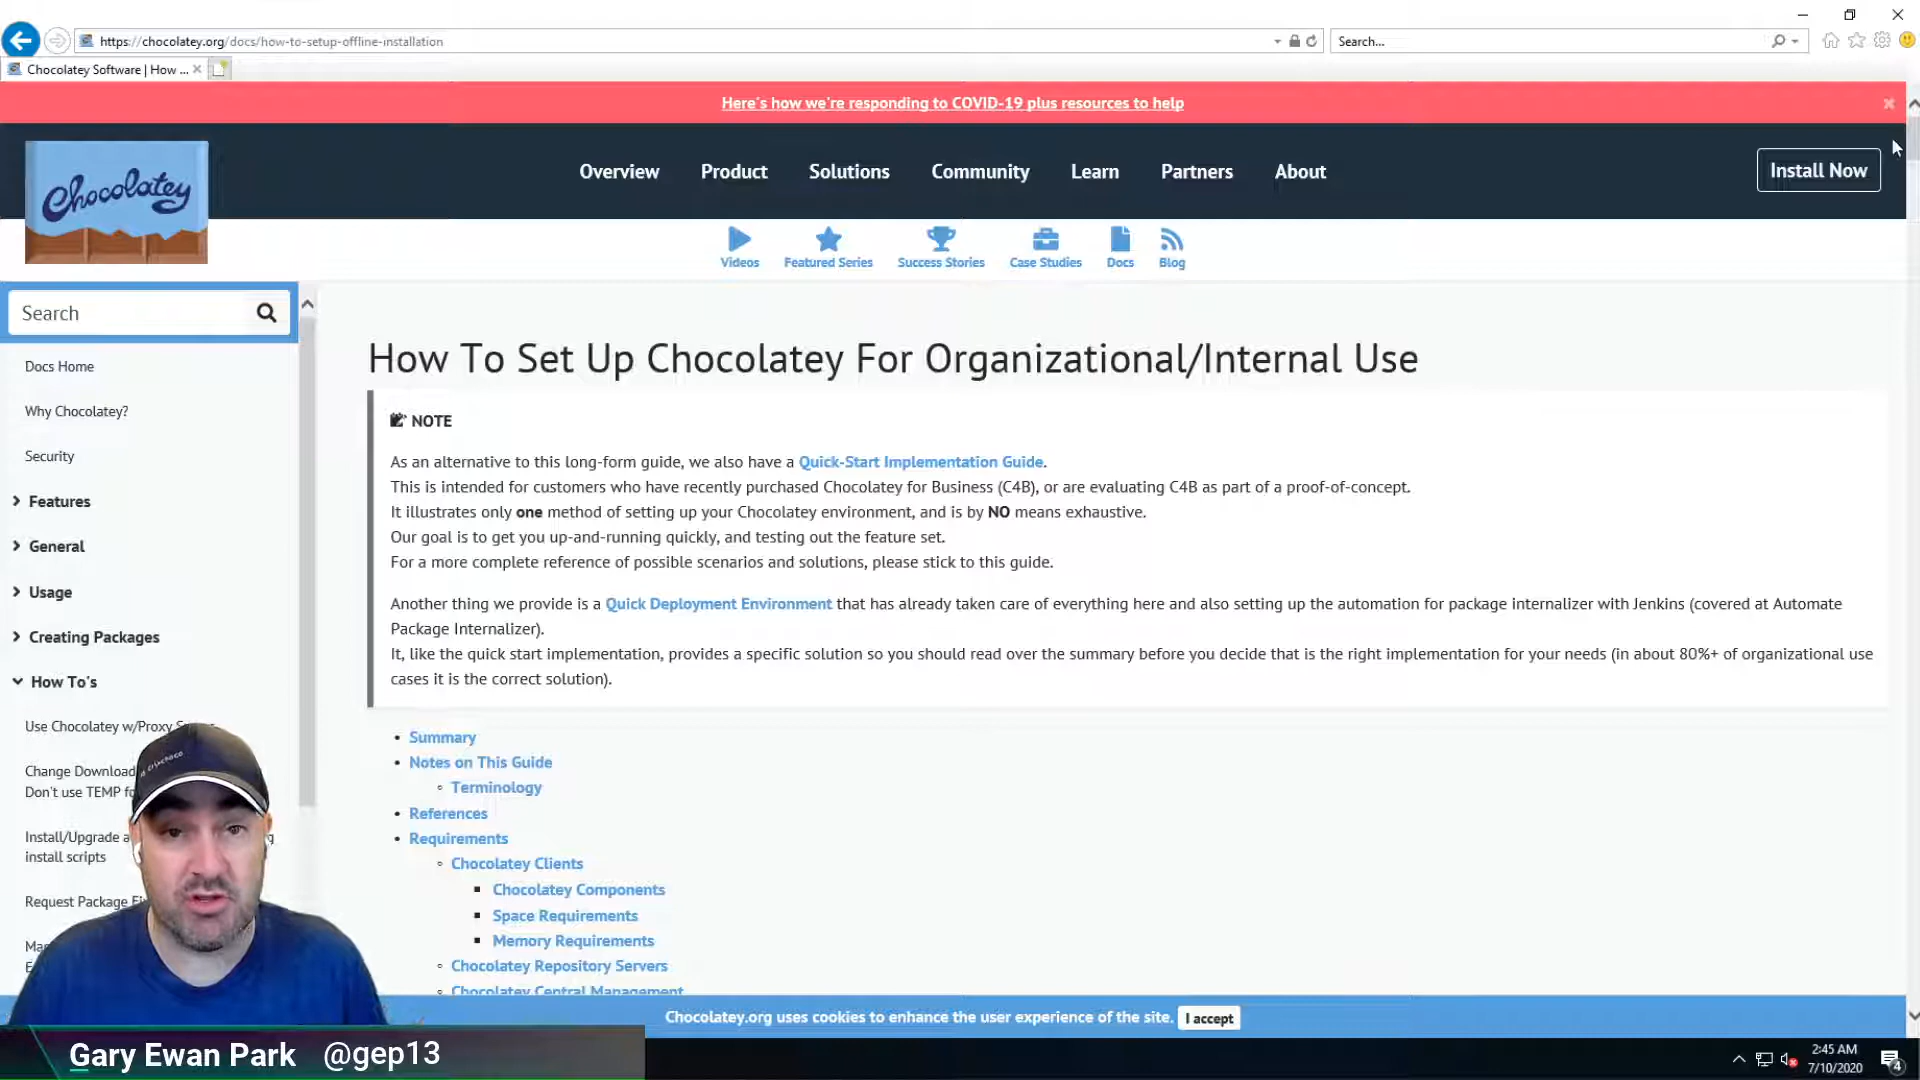 https://chocolatey.org/docs/how-to-setup-offline-installation
Search...
Chocolatey Software | How ...
Here's how we're responding to COVID-19 plus resources to help
Chocolatey
Overview
Product
Solutions
Community
Learn
Partners
About
Install Now
Videos
Featured Series
Success Stories
Case Studies
Docs
Blog
Search
Docs Home
Why Chocolatey?
Security
Features
General
Usage
Creating Packages
How To's
Use Chocolatey w/Proxy
Change Download
Don't use TEMP
Install/Upgrade
install scripts
Request Package
How To Set Up Chocolatey For Organizational/Internal Use
NOTE
As an alternative to this long-form guide, we also have a Quick-Start Implementation Guide.
This is intended for customers who have recently purchased Chocolatey for Business (C4B), or are evaluating C4B as part of a proof-of-concept.
It illustrates only one method of setting up your Chocolatey environment, and is by NO means exhaustive.
Our goal is to get you up-and-running quickly, and testing out the feature set.
For a more complete reference of possible scenarios and solutions, please stick to this guide.
Another thing we provide is a Quick Deployment Environment that has already taken care of everything here and also setting up the automation for package internalizer with Jenkins (covered at Automate
Package Internalizer).
It, like the quick start implementation, provides a specific solution so you should read over the summary before you decide that is the right implementation for your needs (in about 80%+ of organizational use
cases it is the correct solution).
• Summary
• Notes on This Guide
◦ Terminology
• References
• Requirements
◦ Chocolatey Clients
▪ Chocolatey Components
▪ Space Requirements
▪ Memory Requirements
◦ Chocolatey Repository Servers
◦ Chocolatey Central Management
Chocolatey.org uses cookies to enhance the user experience of the site.
I accept
Gary Ewan Park @gep13
2:45 AM
7/10/2020
4